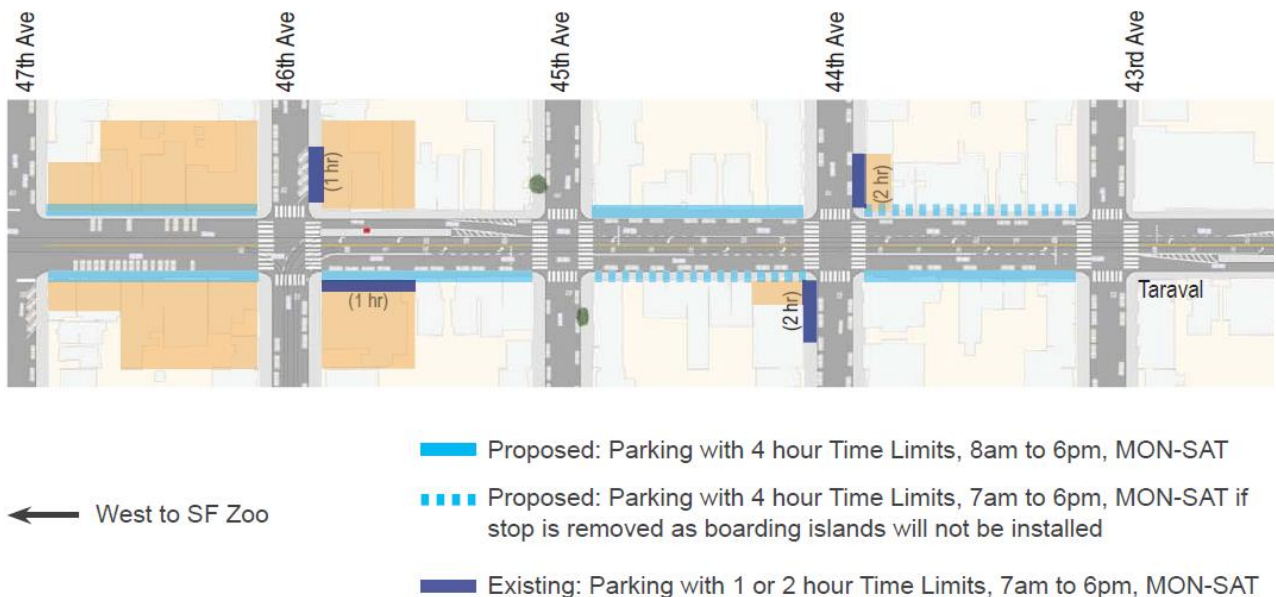 47th Ave
46th Ave
45th Ave
44th Ave
43rd Ave
(1 hr)
(2 hr)
(1 hr)
(2 hr)
Taraval
Proposed: Parking with 4 hour Time Limits, 8am to 6pm, MON-SAT
West to SF Zoo
Proposed: Parking with 4 hour Time Limits, 7am to 6pm, MON-SAT if
stop is removed as boarding islands will not be installed
Existing: Parking with 1 or 2 hour Time Limits, 7am to 6pm, MON-SAT